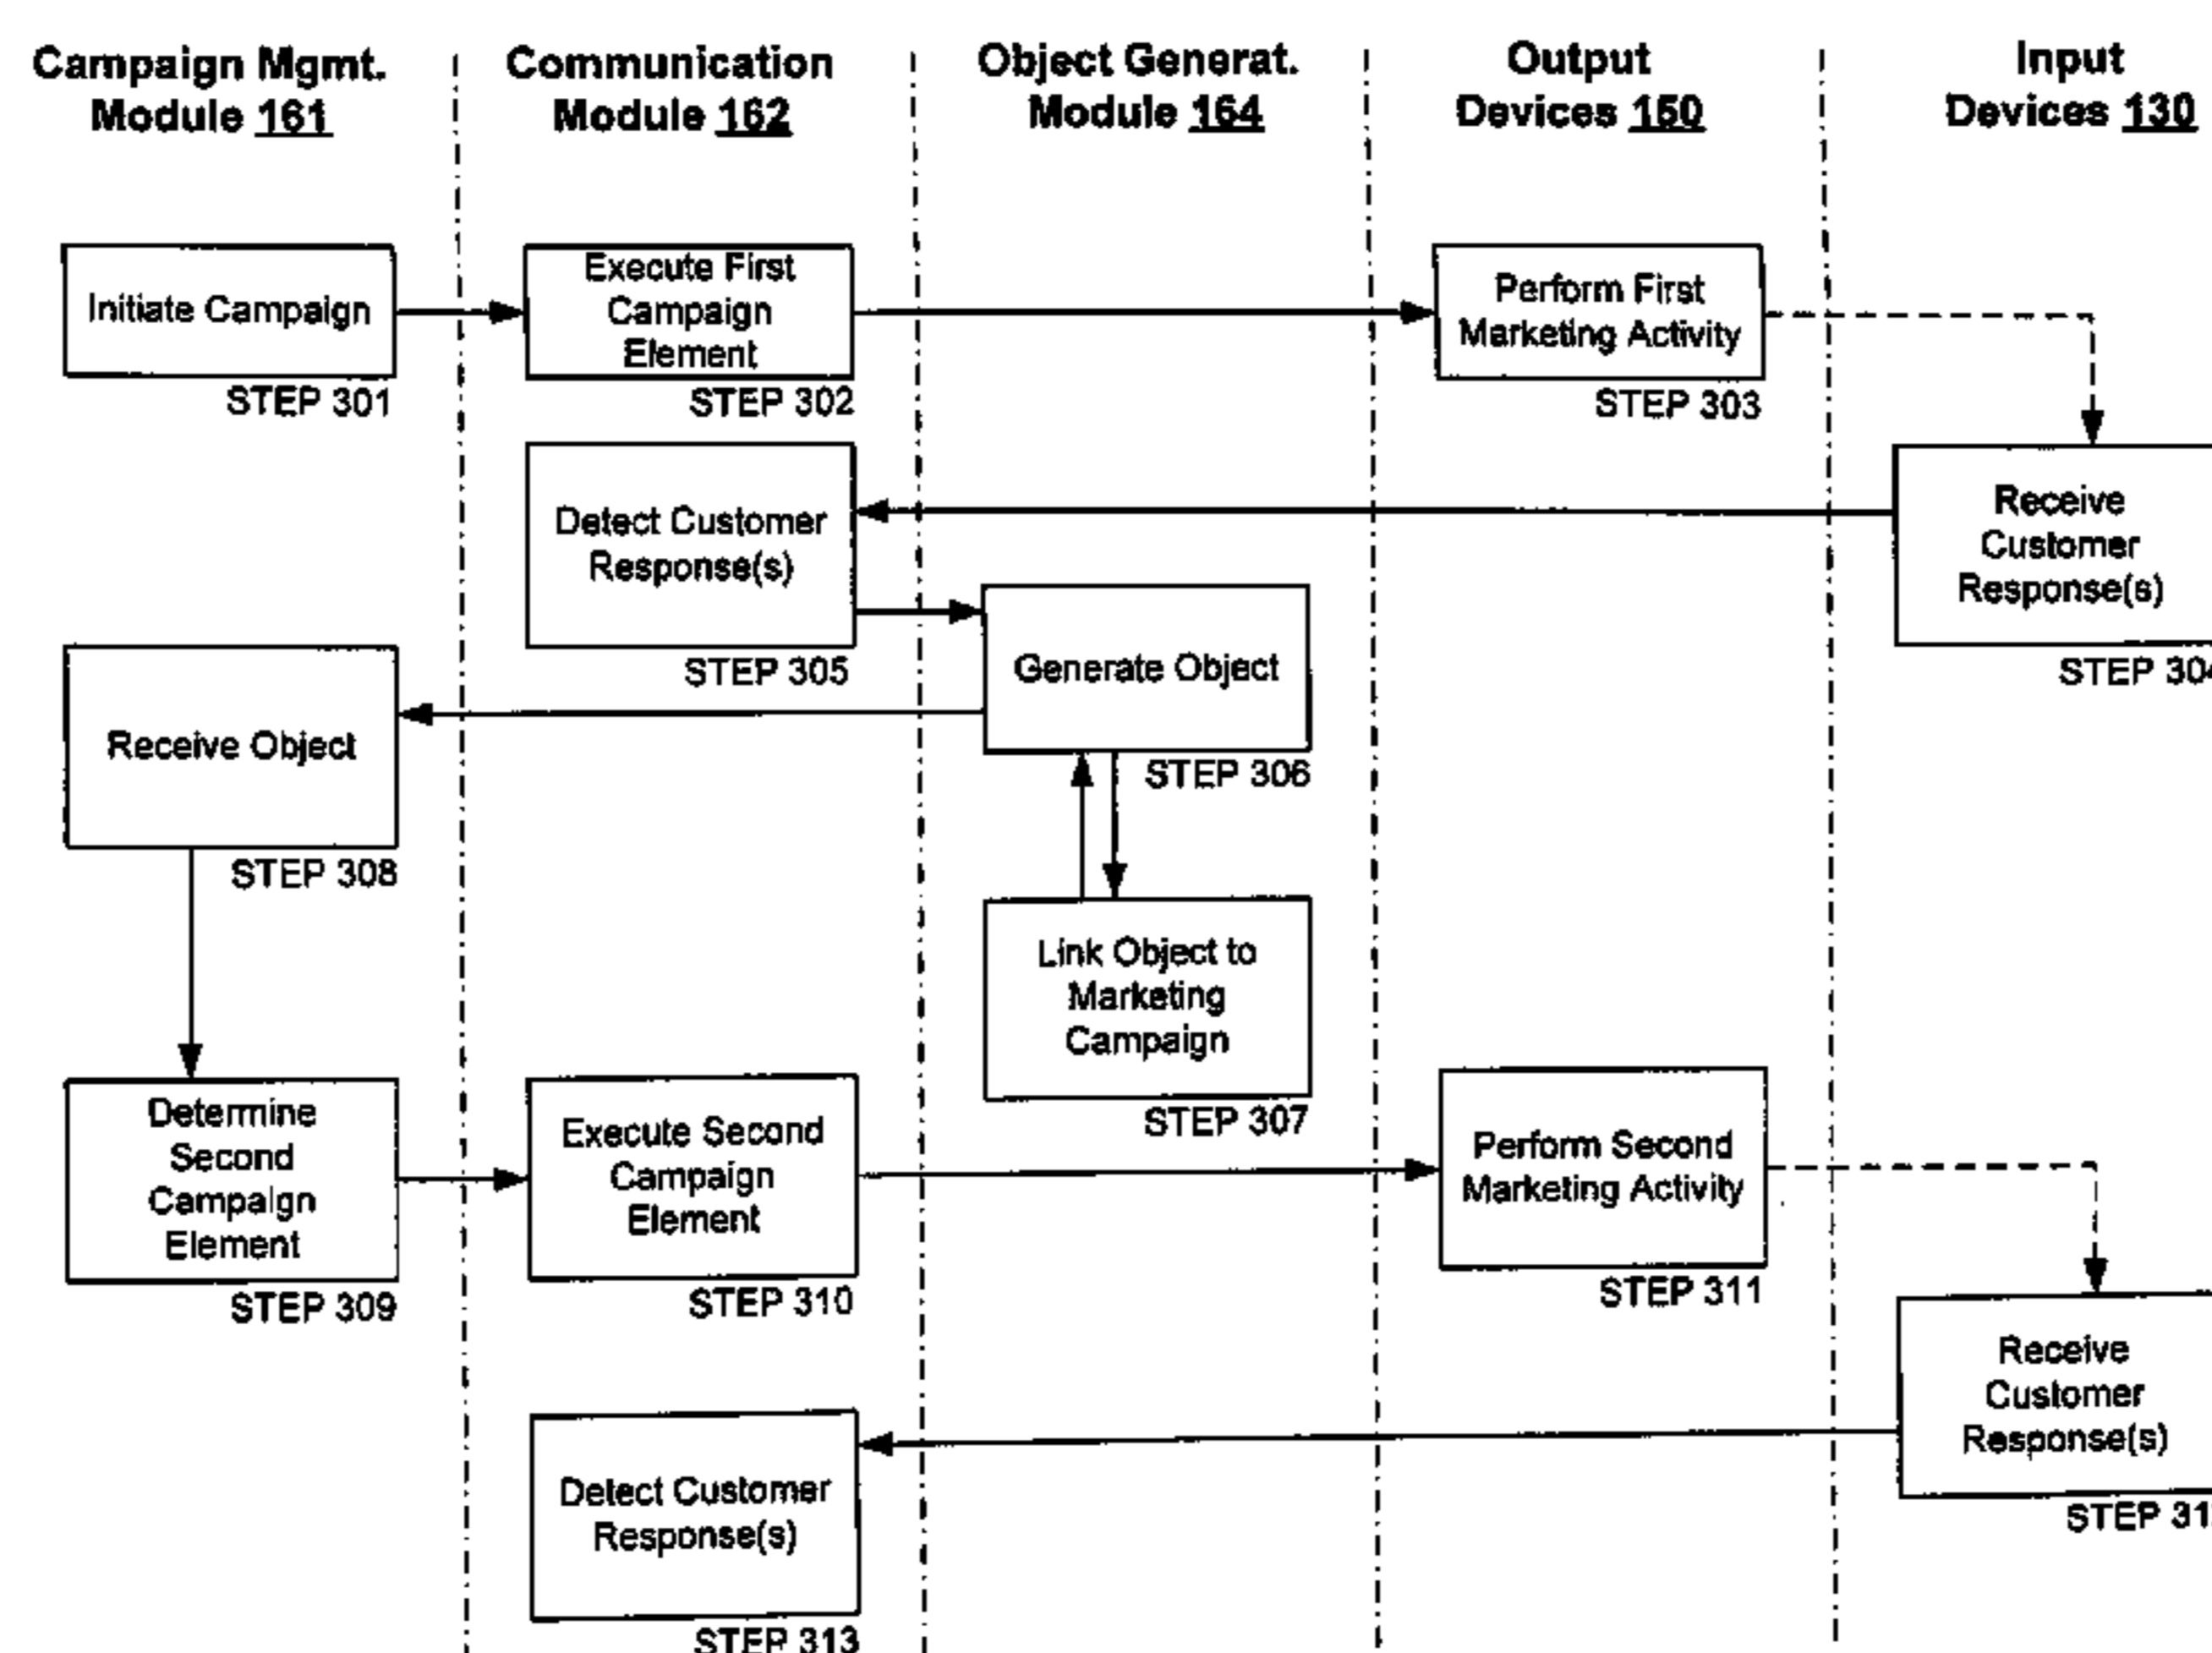 Campaign Mgmt.
Module 161
Communication
Module 162
Object Generat.
Module 164
Output
Devices 150
Input
Devices 130
Initiate Campaign
STEP 301
Execute First
Campaign
Element
STEP 302
Perform First
Marketing Activity
STEP 303
Receive
Customer
Response(s)
STEP 304
Detect Customer
Response(s)
STEP 305
Generate Object
STEP 306
Receive Object
STEP 308
Link Object to
Marketing
Campaign
STEP 307
Determine
Second
Campaign
Element
STEP 309
Execute Second
Campaign
Element
STEP 310
Perform Second
Marketing Activity
STEP 311
Receive
Customer
Response(s)
STEP
Detect Customer
Response(s)
STEP 313